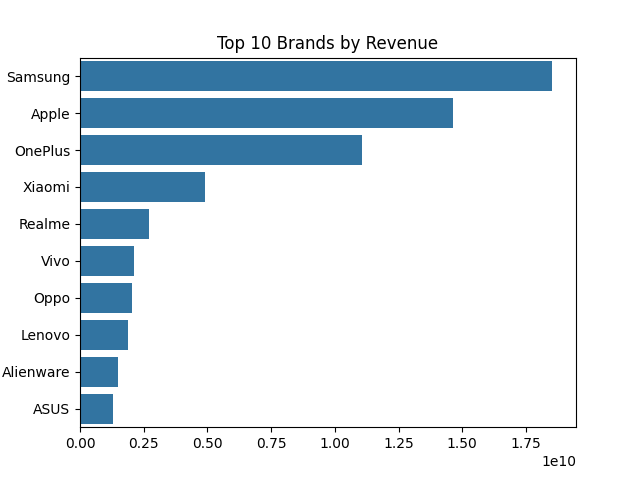 Top 10 Brands by Revenue
Samsung
Apple
OnePlus
Xiaomi
Realme
Vivo
Oppo
Lenovo
Alienware
ASUS
0.00 0.25 0.50 0.75 1.00 1.25 1.50 1.75
1e10